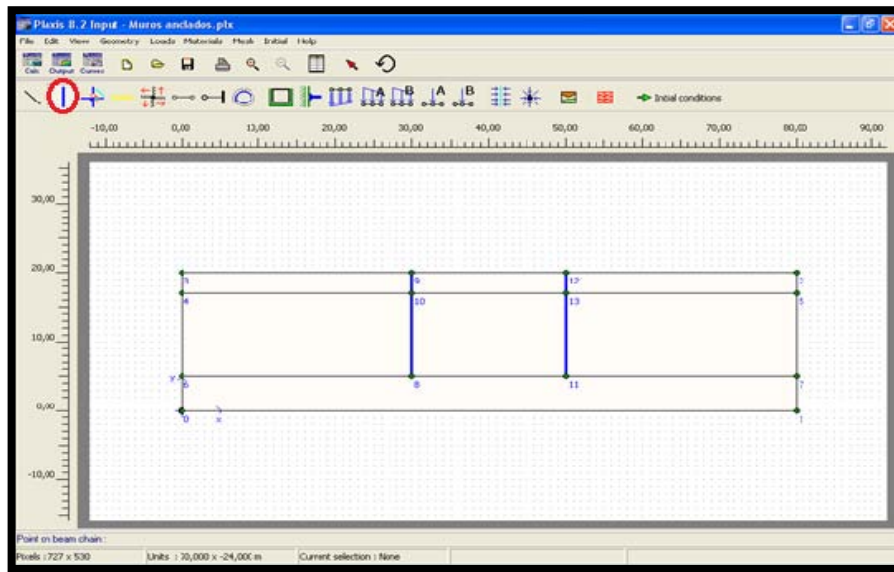 Plaxis 8.2 Input - Muros anclados.plx
File Edit View Geometry Loads Materials Mesh Initial Help
Calc Output Curves
A B A B Initial conditions
-10,00 0,00 10,00 20,00 30,00 40,00 50,00 60,00 70,00 80,00 90,00
30,00
20,00
3 9 12 2
4 10 13 5
10,00
y 6 8 11 7
0,00
0 x 1
-10,00
Point on beam chain:
Pixels : 727 x 530 Units : x -24,000 m Current selection : None